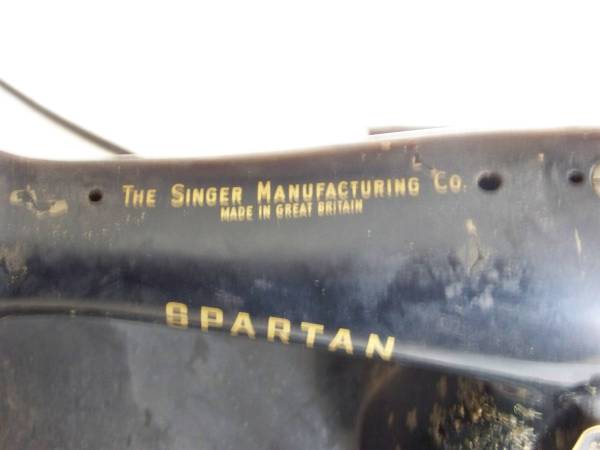 THE SINGER MANUFACTURING CO.
MADE IN GREAT BRITAIN
SPARTAN